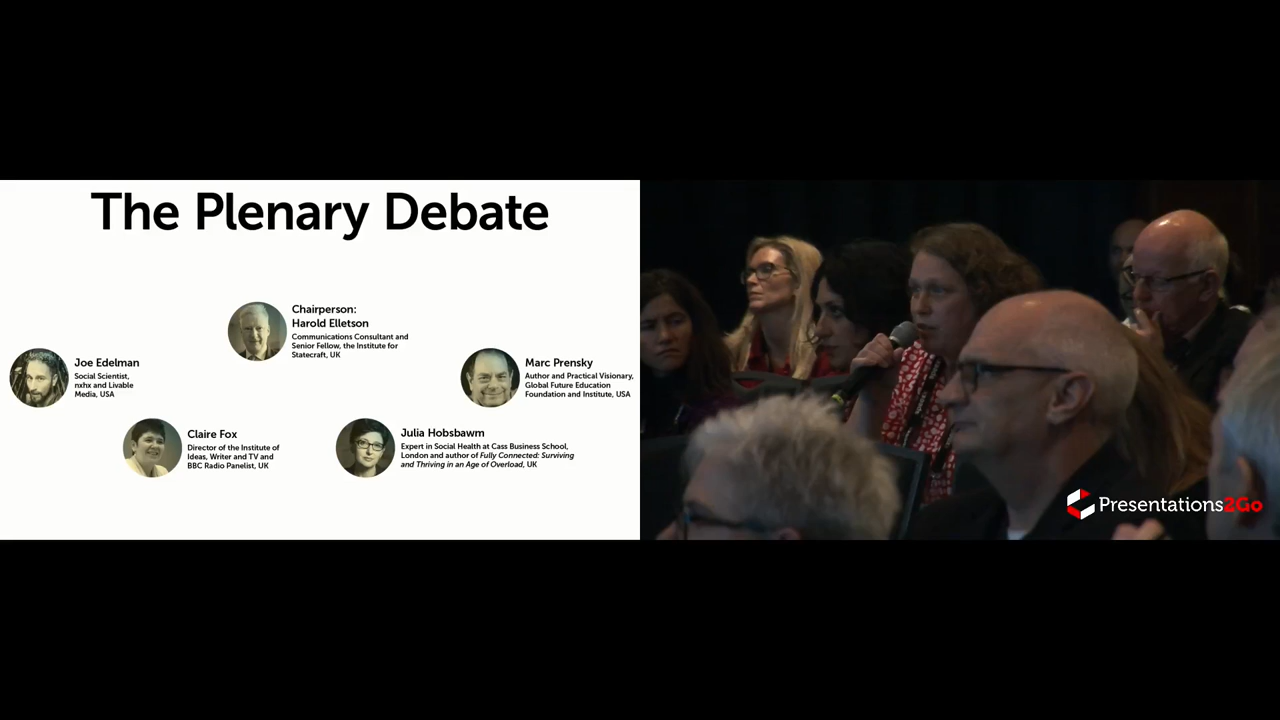 The Plenary Debate
Chairperson:
Harold Elletson
Communications Consultant and
Senior Fellow, the Institute for
Statecraft, UK
Joe Edelman
Social Scientist,
nxhx and Livable
Media, USA
Marc Prensky
Author and Practical Visionary,
Global Future Education
Foundation and Institute, USA
Claire Fox
Director of the Institute of
Ideas, Writer and TV and
BBC Radio Panelist, UK
Julia Hobsbawm
Expert in Social Health at Cass Business School,
London and author of Fully Connected: Surviving
and Thriving in an Age of Overload, UK
Presentations2Go